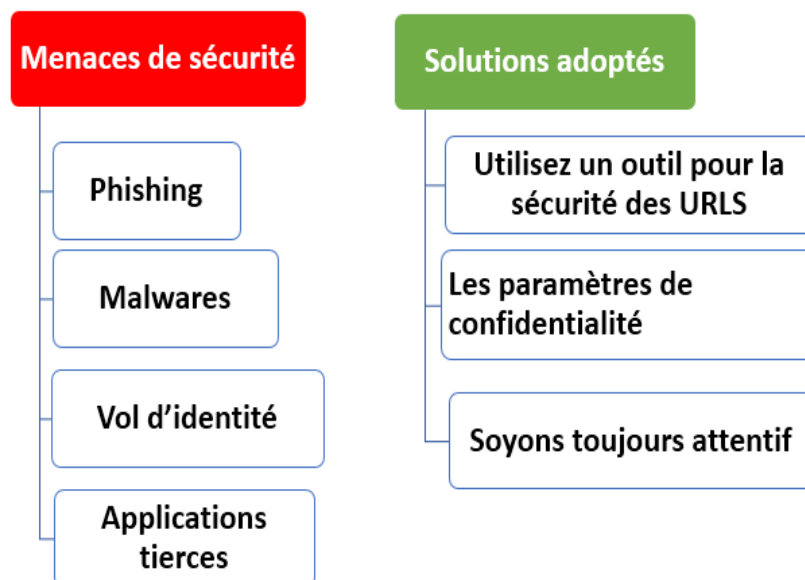 Menaces de sécurité
Phishing
Malwares
Vol d’identité
Applications
tierces
Solutions adoptés
Utilisez un outil pour la
sécurité des URLS
Les paramètres de
confidentialité
Soyons toujours attentif